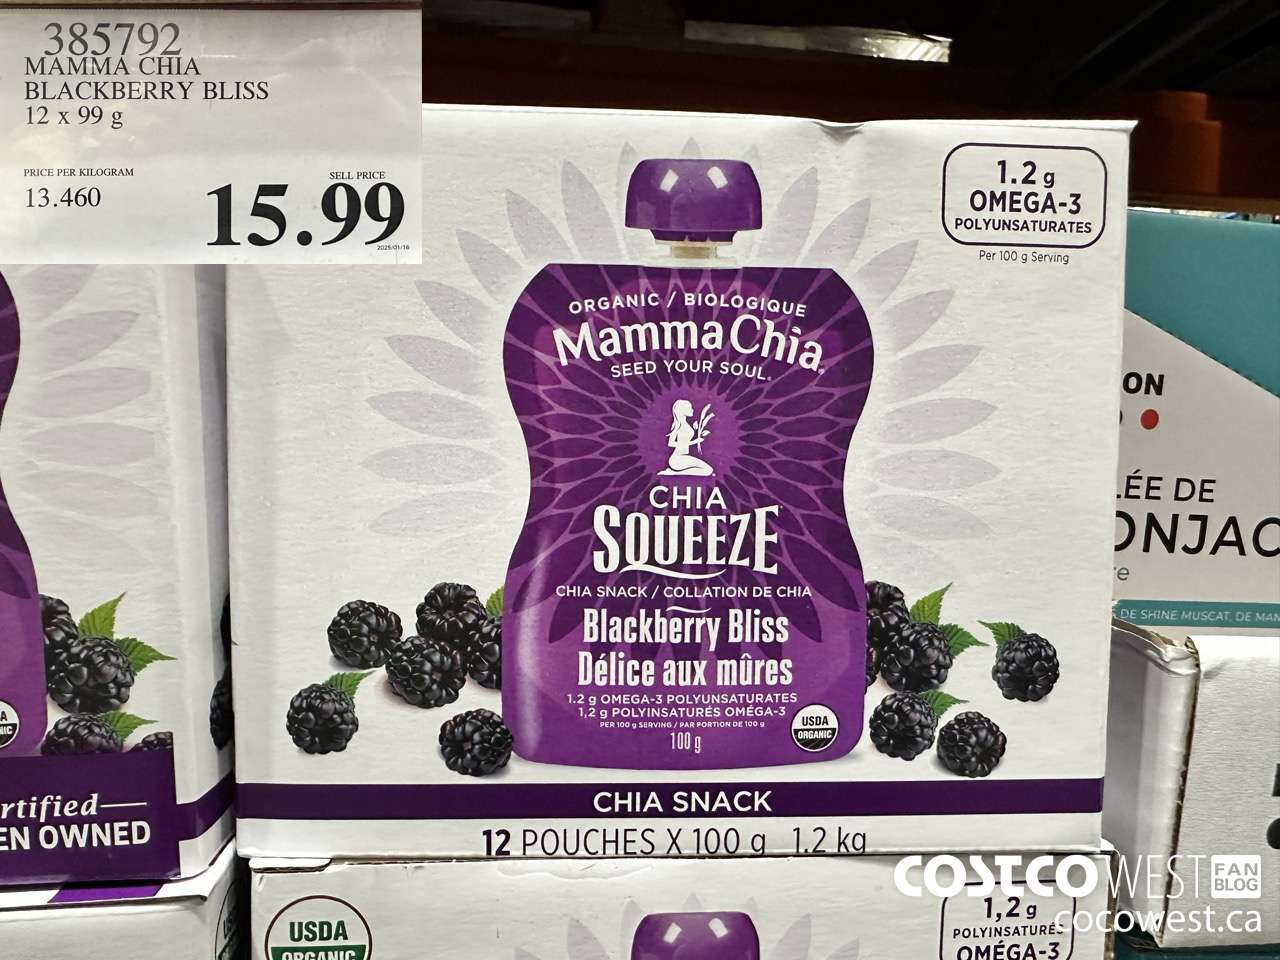 385792
MAMMA CHIA
BLACKBERRY BLISS
12 x 99 g
PRICE PER KILOGRAM
13.460
SELL PRICE
15.99
2025/01/16
1.2 g
OMEGA-3
POLYUNSATURATES
Per 100 g Serving
ORGANIC / BIOLOGIQUE
Mamma Chia
SEED YOUR SOUL.
CHIA
SQUEEZE
CHIA SNACK / COLLATION DE CHIA
Blackberry Bliss
Délice aux mûres
1.2 g OMEGA-3 POLYUNSATURATES
1,2 g POLYINSATURÉS OMÉGA-3
PER 100 g SERVING / PAR PORTION DE 100 g
100 g
USDA
ORGANIC
CHIA SNACK
12 POUCHES X 100 g 1.2 kg
rtified
EN OWNED
ON
LÉE DE
ONJAC
re
DE SHINE MUSCAT, DE MAN
USDA
ORGANIC
1,2 g
POLYINSATURÉS
OMÉGA-3
COSTCO WEST FAN BLOG
cocowest.ca